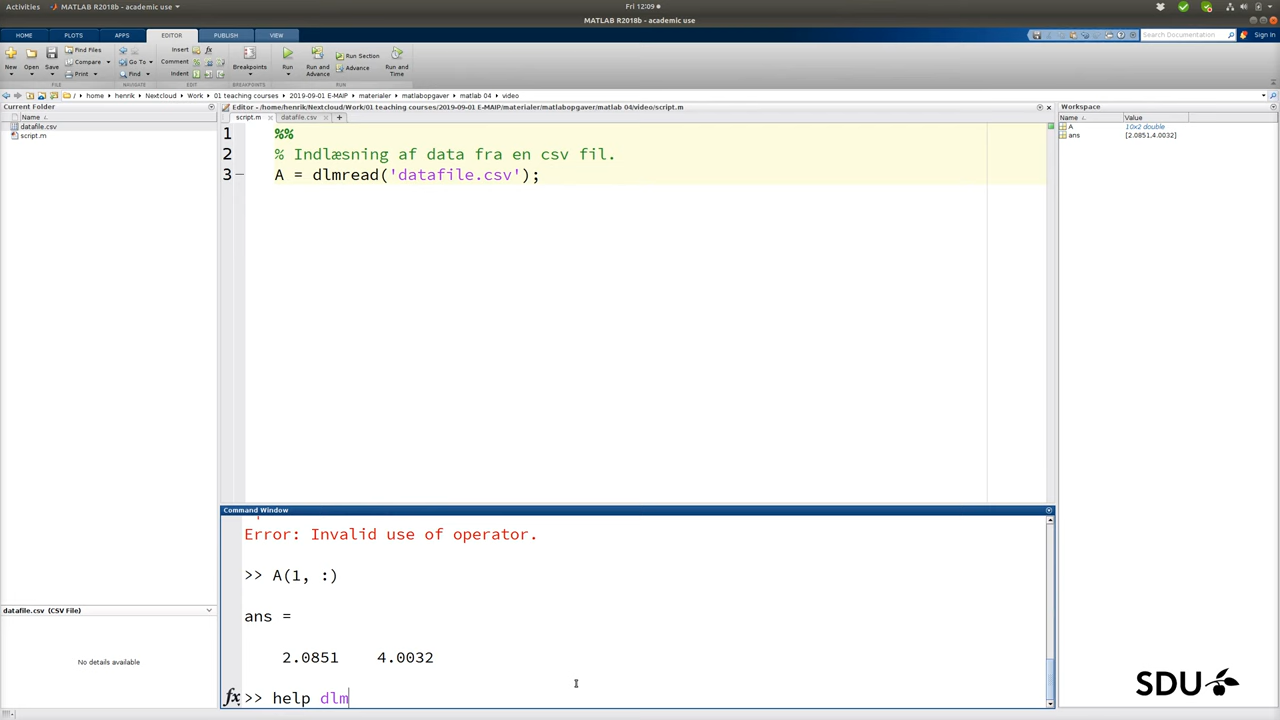 Activities
MATLAB R2018b - academic use
Fri 12:09
MATLAB R2018b - academic use
HOME
PLOTS
APPS
EDITOR
PUBLISH
VIEW
Search Documentation
Sign In
New
Open
Save
Find Files
Compare
Print
Go To
Find
Insert
fx
Comment
Indent
Breakpoints
Run
Run and Advance
Run Section
Advance
Run and Time
FILE
NAVIGATE
EDIT
BREAKPOINTS
RUN
/ home henrik Nextcloud Work 01 teaching courses 2019-09-01 E-MAIP materialer matlabopgaver matlab 04 video
Current Folder
Name
datafile.csv
script.m
Editor - /home/henrik/Nextcloud/Work/01 teaching courses/2019-09-01 E-MAIP/materialer/matlabopgaver/matlab 04/video/script.m
script.m
datafile.csv
1 %%
2 % Indlæsning af data fra en csv fil.
3 A = dlmread('datafile.csv');
Workspace
Name Value
A 10x2 double
ans [2.0851,4.0032]
Command Window
Error: Invalid use of operator.
>> A(1, :)
ans =
2.0851 4.0032
fx >> help dlm
datafile.csv (CSV File)
No details available
SDU